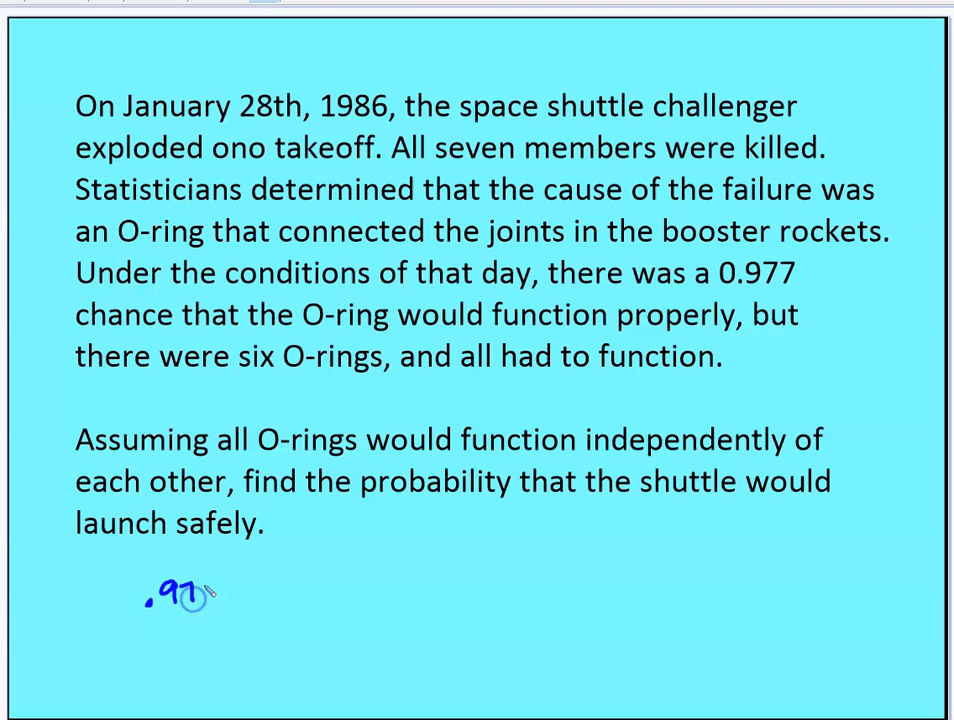 On January 28th, 1986, the space shuttle challenger
exploded ono takeoff. All seven members were killed.
Statisticians determined that the cause of the failure was
an O-ring that connected the joints in the booster rockets.
Under the conditions of that day, there was a 0.977
chance that the O-ring would function properly, but
there were six O-rings, and all had to function.
Assuming all O-rings would function independently of
each other, find the probability that the shuttle would
launch safely.
.97